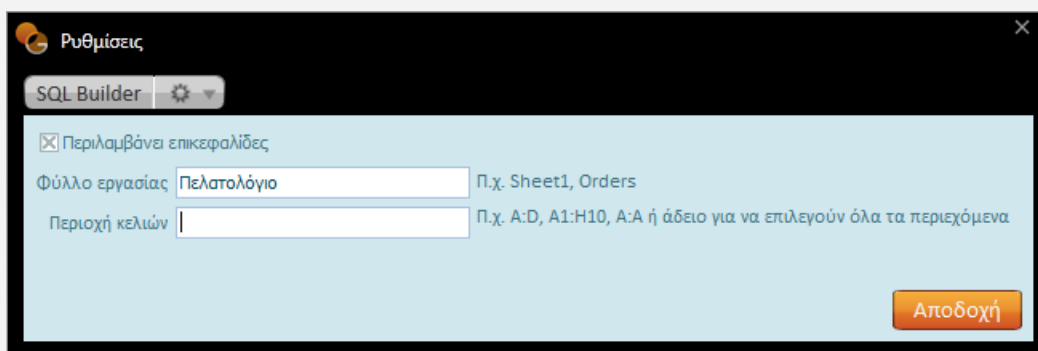 Ρυθμίσεις
SQL Builder
Περιλαμβάνει επικεφαλίδες
Φύλλο εργασίας Πελατολόγιο Π.χ. Sheet1, Orders
Περιοχή κελιών Π.χ. A:D, A1:H10, A:A ή άδειο για να επιλεγούν όλα τα περιεχόμενα
Αποδοχή